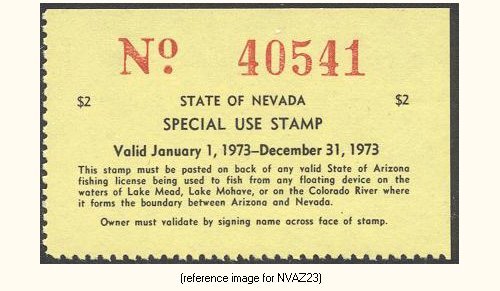 Nº 40541
$2 STATE OF NEVADA $2
SPECIAL USE STAMP
Valid January 1, 1973–December 31, 1973
This stamp must be posted on back of any valid State of Arizona
fishing license being used to fish from any floating device on the
waters of Lake Mead, Lake Mohave, or on the Colorado River where
it forms the boundary between Arizona and Nevada.
Owner must validate by signing name across face of stamp.
(reference image for NVAZ23)